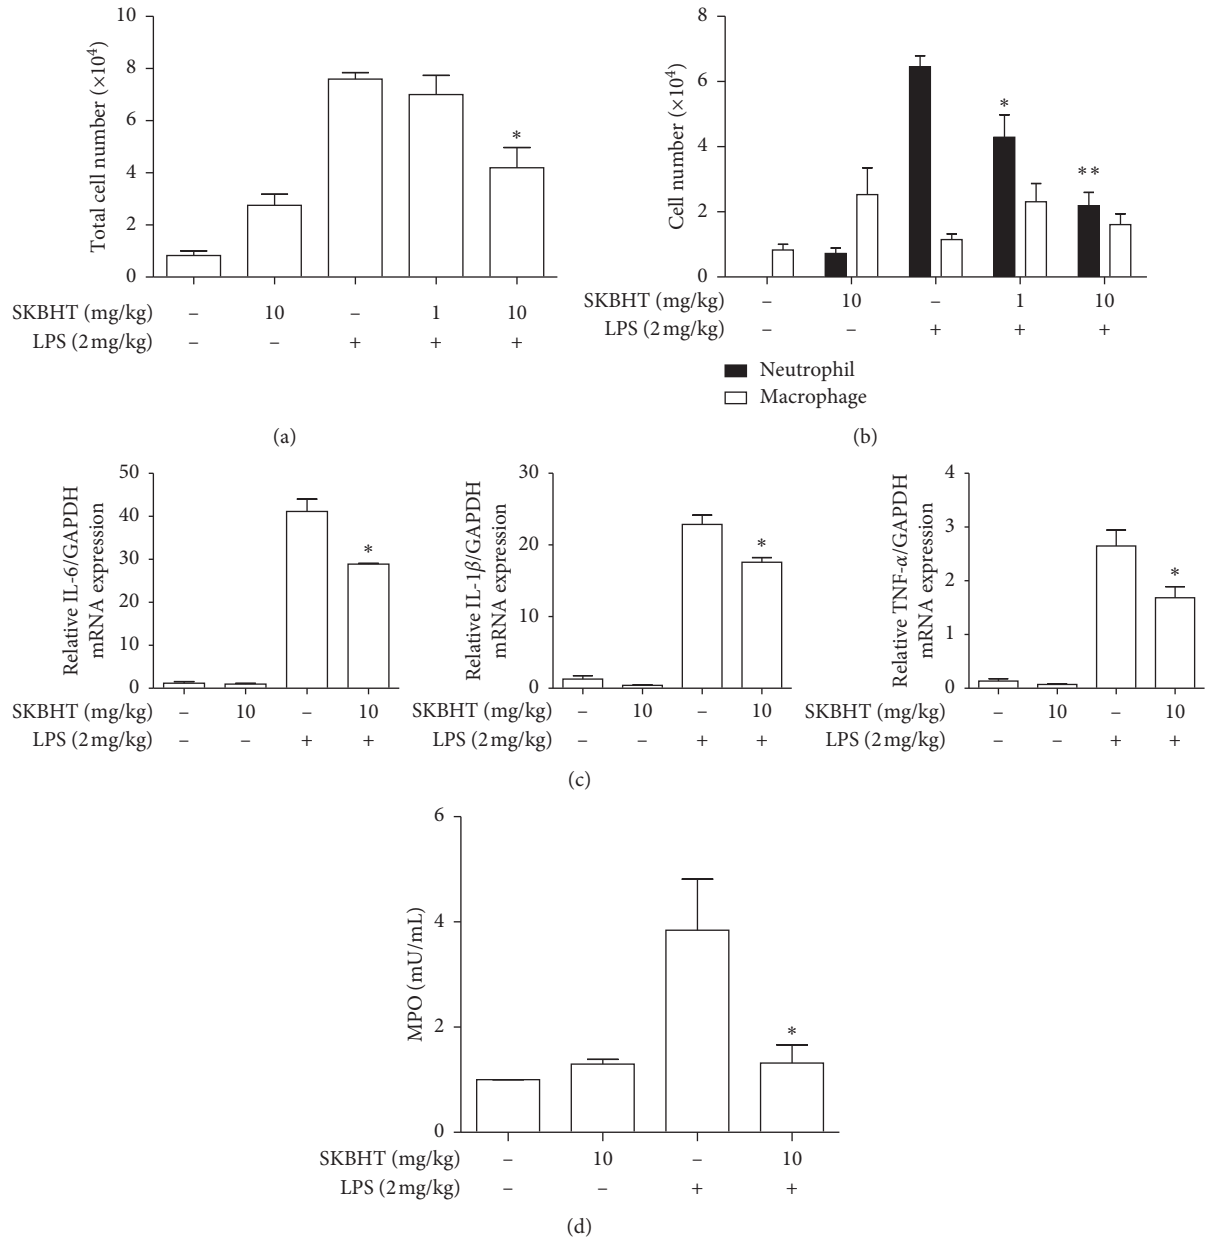 Total cell number (×10⁴)
10
8
6
4
2
0
*
SKBHT (mg/kg) – 10 – 1 10
LPS (2 mg/kg) – – + + +
(a)
Cell number (×10⁴)
8
6
4
2
0
*
**
SKBHT (mg/kg) – 10 – 1 10
LPS (2 mg/kg) – – + + +
Neutrophil
Macrophage
(b)
Relative IL-6/GAPDH
mRNA expression
50
40
30
20
10
0
*
SKBHT (mg/kg) – 10 – 10
LPS (2 mg/kg) – – + +
Relative IL-1β/GAPDH
mRNA expression
30
20
10
0
*
SKBHT (mg/kg) – 10 – 10
LPS (2 mg/kg) – – + +
Relative TNF-α/GAPDH
mRNA expression
4
3
2
1
0
*
SKBHT (mg/kg) – 10 – 10
LPS (2 mg/kg) – – + +
(c)
MPO (mU/mL)
6
4
2
0
*
SKBHT (mg/kg) – 10 – 10
LPS (2 mg/kg) – – + +
(d)